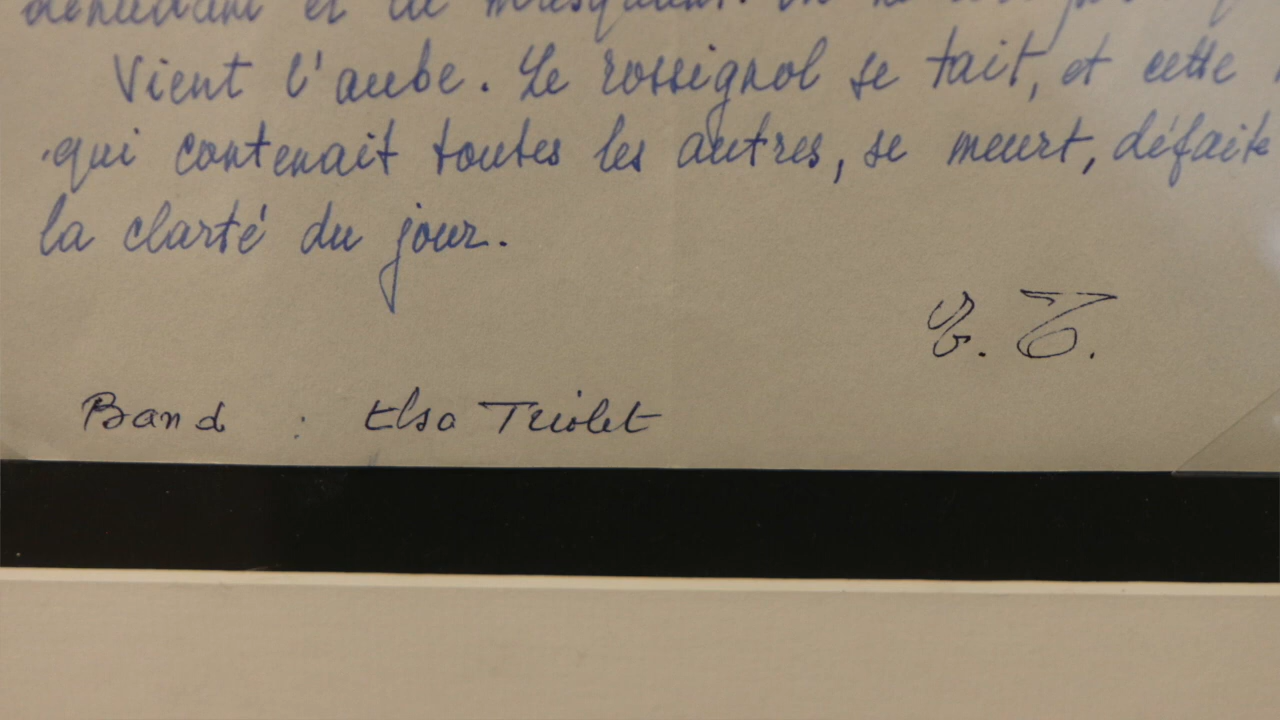 et
Vient l'aube. Le rossignol se tait, et cette
qui contenait toutes les autres, se meurt, défaite
la clarté du jour.
E. T.
Band : Elsa Triolet